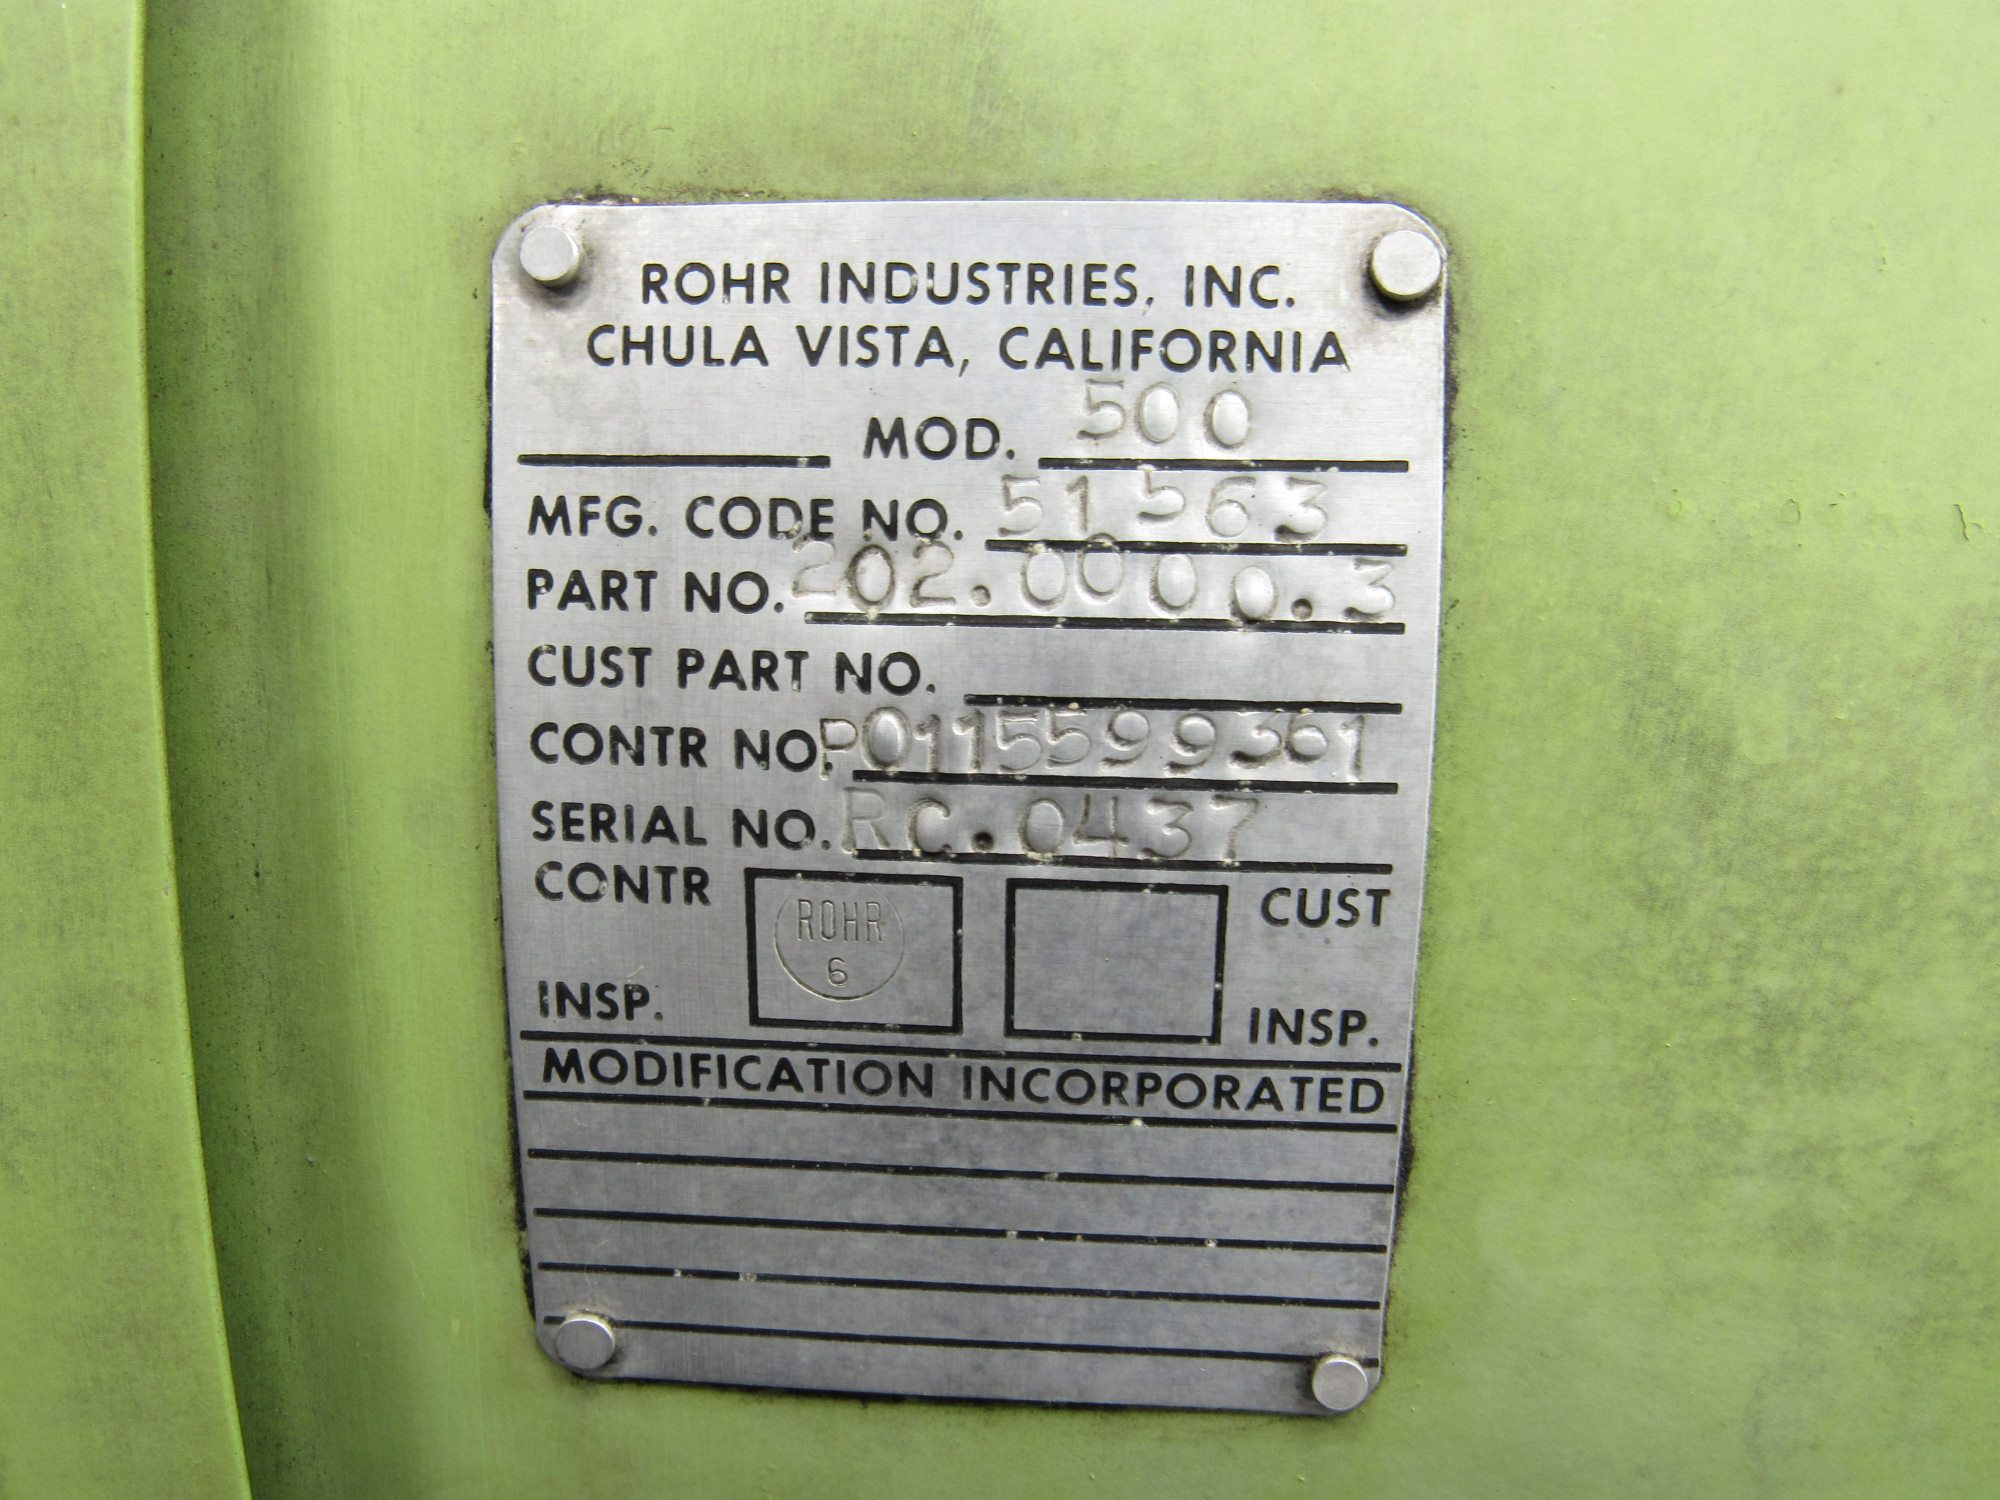 ROHR INDUSTRIES, INC.
CHULA VISTA, CALIFORNIA
MOD. 500
MFG. CODE NO. 51563
PART NO. 202.0000.3
CUST PART NO.
CONTR NO. P0115599361
SERIAL NO. RC.0437
CONTR INSP.
ROHR
6
CUST INSP.
MODIFICATION INCORPORATED